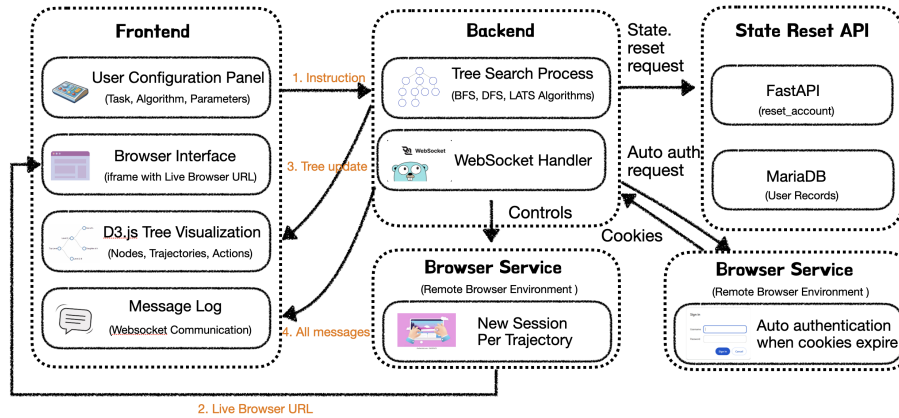 Frontend
User Configuration Panel
(Task, Algorithm, Parameters)
Browser Interface
(iframe with Live Browser URL)
D3.js Tree Visualization
(Nodes, Trajectories, Actions)
Message Log
(Websocket Communication)
1. Instruction
3. Tree update
4. All messages
2. Live Browser URL
Backend
Tree Search Process
(BFS, DFS, LATS Algorithms)
WebSocket
WebSocket Handler
Controls
Browser Service
(Remote Browser Environment )
New Session
Per Trajectory
State.
reset
request
Auto auth
request
Cookies
State Reset API
FastAPI
(reset_account)
MariaDB
(User Records)
Browser Service
(Remote Browser Environment )
Sign in
Auto authentication
when cookies expire